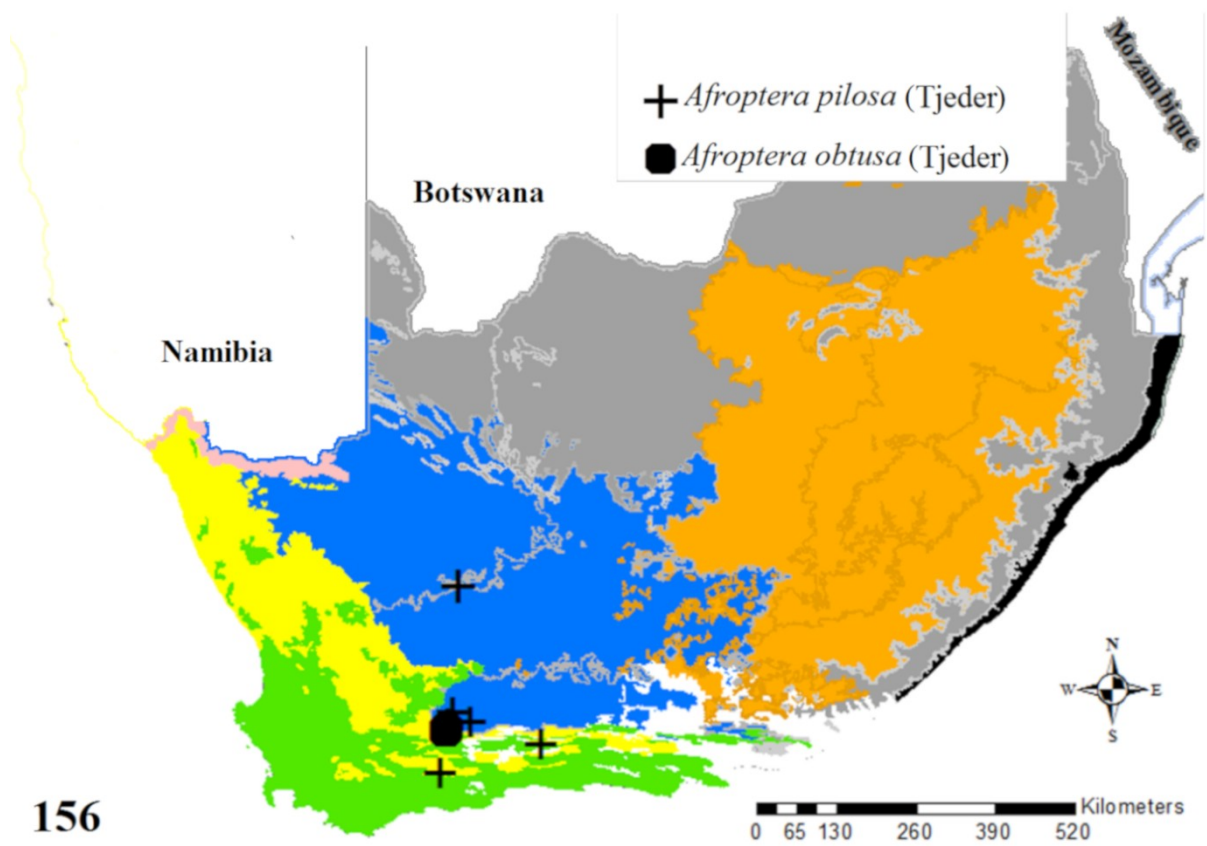 Mozambique
Afroptera pilosa (Tjeder)
Afroptera obtusa (Tjeder)
Botswana
Namibia
N
W E
S
156
Kilometers
0 65 130 260 390 520